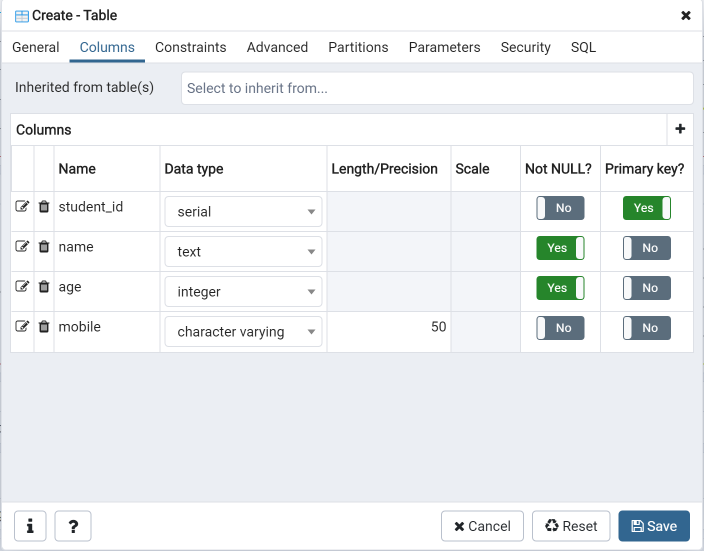 Create - Table
General Columns Constraints Advanced Partitions Parameters Security SQL
Inherited from table(s) Select to inherit from...
Columns
Name Data type Length/Precision Scale Not NULL? Primary key?
student_id serial No Yes
name text Yes No
age integer Yes No
mobile character varying 50 No No
i ? Cancel Reset Save